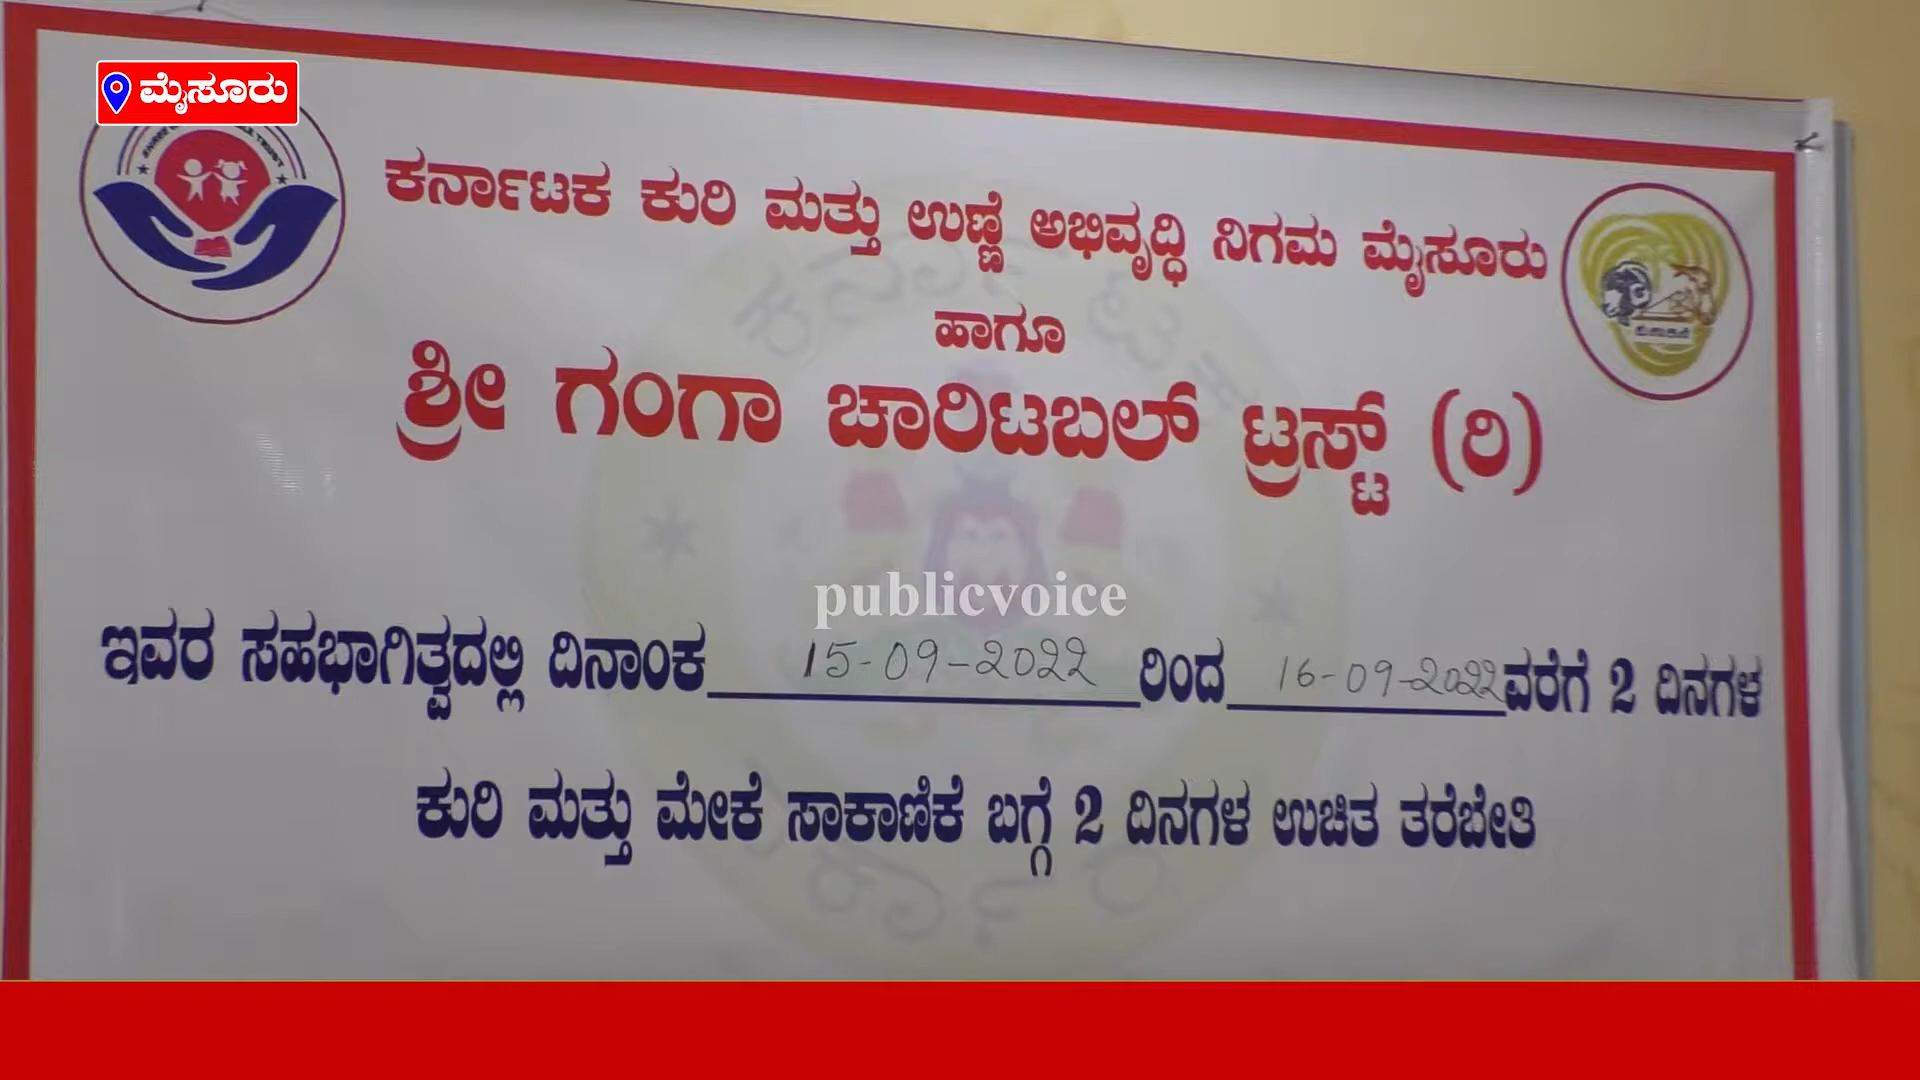 ಮೈಸೂರು
ಕರ್ನಾಟಕ ಕುರಿ ಮತ್ತು ಉಣ್ಣೆ ಅಭಿವೃದ್ಧಿ ನಿಗಮ ಮೈಸೂರು
ಹಾಗೂ
ಶ್ರೀ ಗಂಗಾ ಚಾರಿಟಬಲ್ ಟ್ರಸ್ಟ್ (ರಿ)
publicvoice
ಇವರ ಸಹಭಾಗಿತ್ವದಲ್ಲಿ ದಿನಾಂಕ 15-09-2022 ರಿಂದ 16-09-2022 ವರೆಗೆ 2 ದಿನಗಳ
ಕುರಿ ಮತ್ತು ಮೇಕೆ ಸಾಕಾಣಿಕೆ ಬಗ್ಗೆ 2 ದಿನಗಳ ಉಚಿತ ತರೆಬೇತಿ